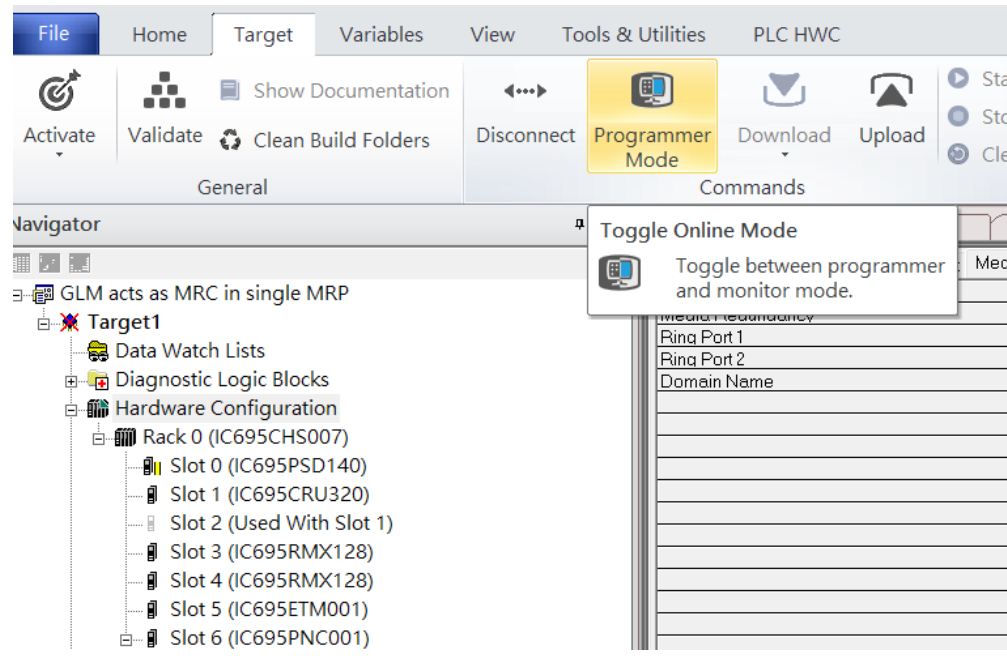 File Home Target Variables View Tools & Utilities PLC HWC
Activate
Validate
Show Documentation
Clean Build Folders
General
Disconnect
Programmer
Mode
Download
Upload
Commands
Navigator
Toggle Online Mode
Toggle between programmer
and monitor mode.
GLM acts as MRC in single MRP
Target1
Data Watch Lists
Diagnostic Logic Blocks
Hardware Configuration
Rack 0 (IC695CHS007)
Slot 0 (IC695PSD140)
Slot 1 (IC695CRU320)
Slot 2 (Used With Slot 1)
Slot 3 (IC695RMX128)
Slot 4 (IC695RMX128)
Slot 5 (IC695ETM001)
Slot 6 (IC695PNC001)
Media Redundancy
Ring Port 1
Ring Port 2
Domain Name